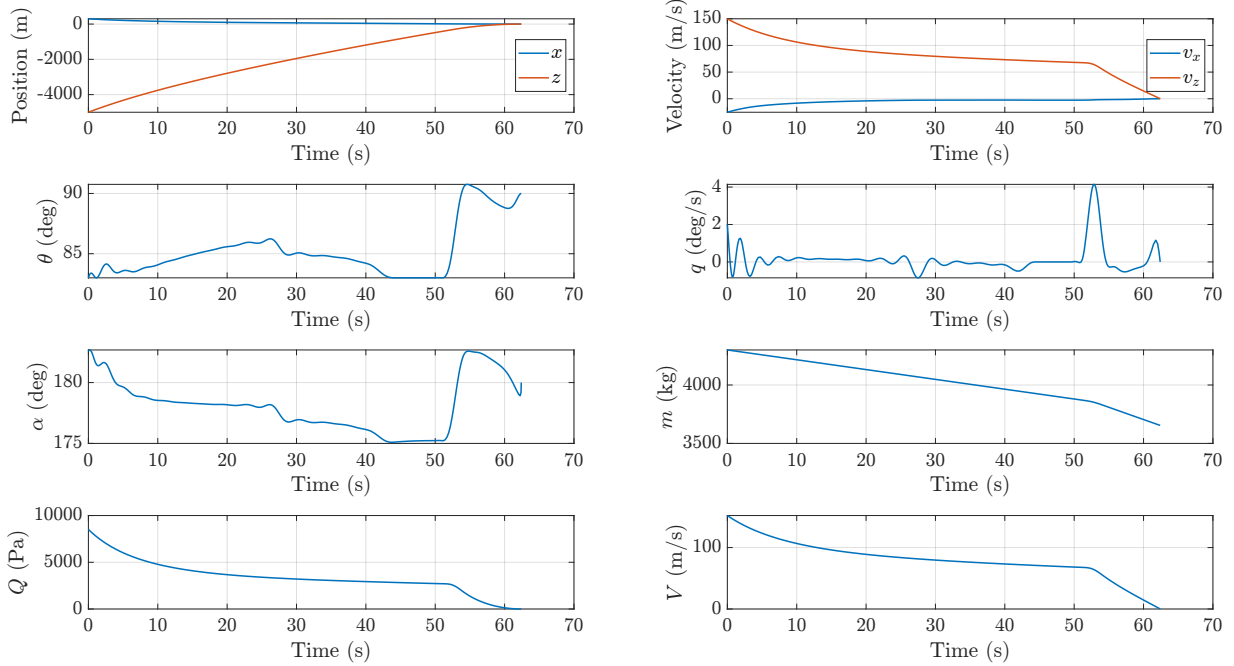 Position (m)
0
-2000
-4000
x
z
0 10 20 30 40 50 60 70
Time (s)
Velocity (m/s)
150
100
50
0
v_x
v_z
0 10 20 30 40 50 60 70
Time (s)
θ (deg)
90
85
0 10 20 30 40 50 60 70
Time (s)
q (deg/s)
4
2
0
0 10 20 30 40 50 60 70
Time (s)
α (deg)
180
175
0 10 20 30 40 50 60 70
Time (s)
m (kg)
4000
3500
0 10 20 30 40 50 60 70
Time (s)
Q (Pa)
10000
5000
0
0 10 20 30 40 50 60 70
Time (s)
V (m/s)
100
0
0 10 20 30 40 50 60 70
Time (s)